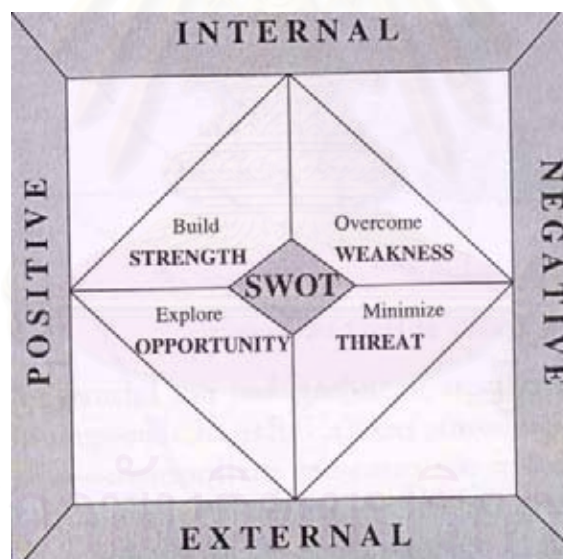 INTERNAL
POSITIVE
NEGATIVE
Build
STRENGTH
Overcome
WEAKNESS
SWOT
Explore
OPPORTUNITY
Minimize
THREAT
EXTERNAL